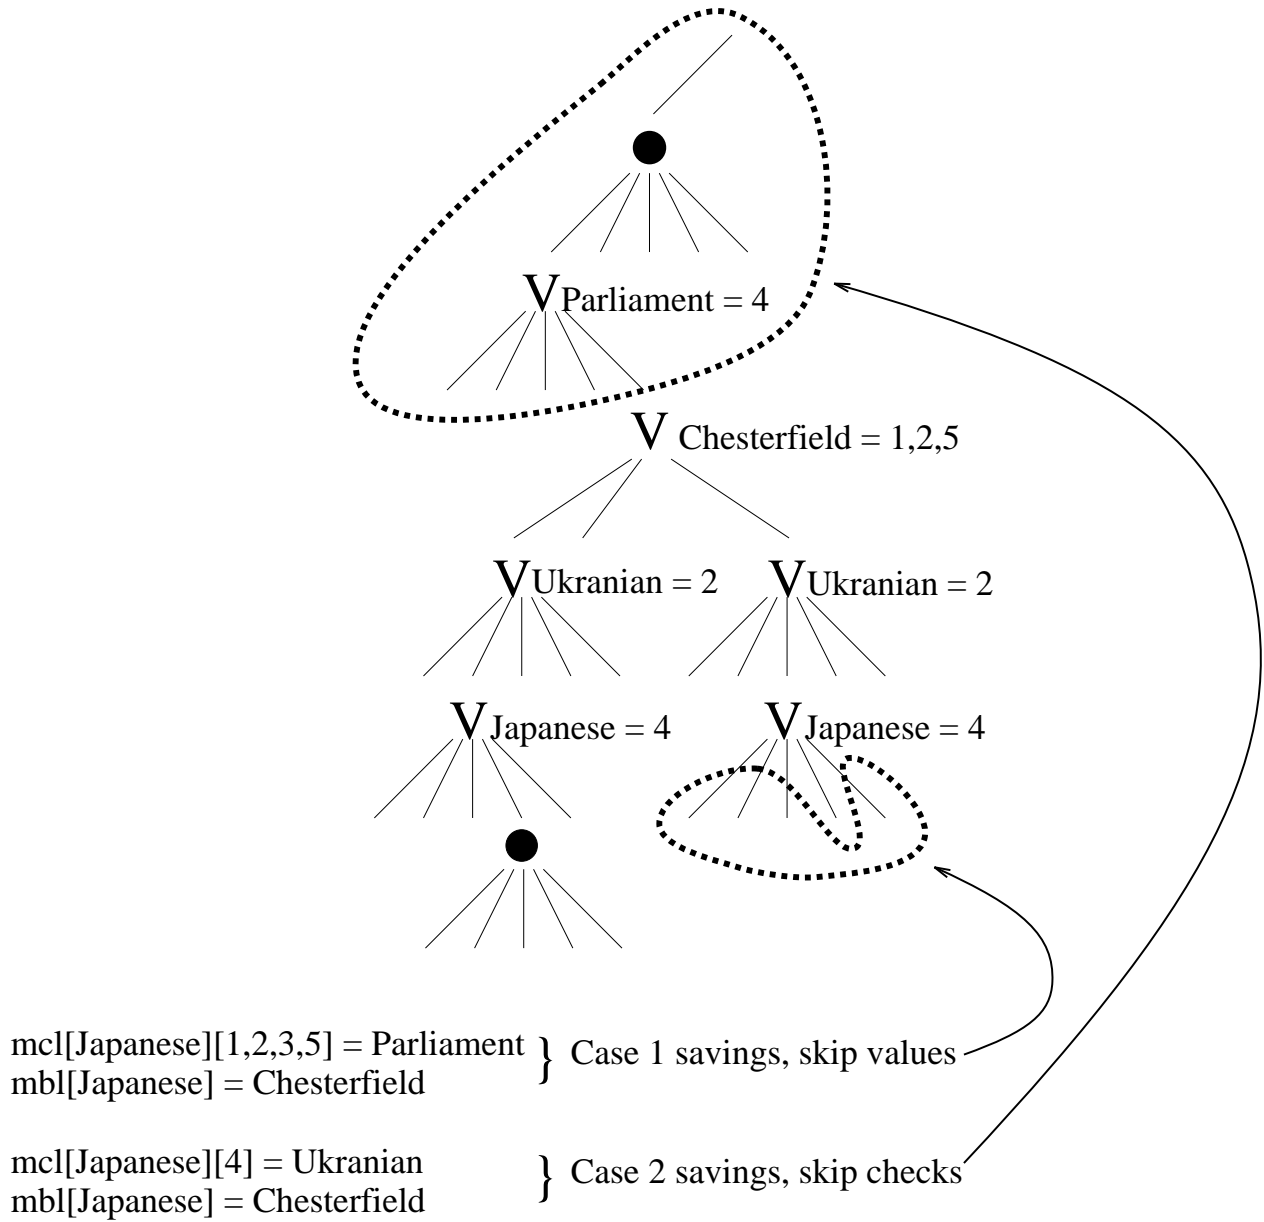 V Parliament = 4
V Chesterfield = 1,2,5
V Ukranian = 2 V Ukranian = 2
V Japanese = 4 V Japanese = 4
mcl[Japanese][1,2,3,5] = Parliament
mbl[Japanese] = Chesterfield
} Case 1 savings, skip values
mcl[Japanese][4] = Ukranian
mbl[Japanese] = Chesterfield
} Case 2 savings, skip checks